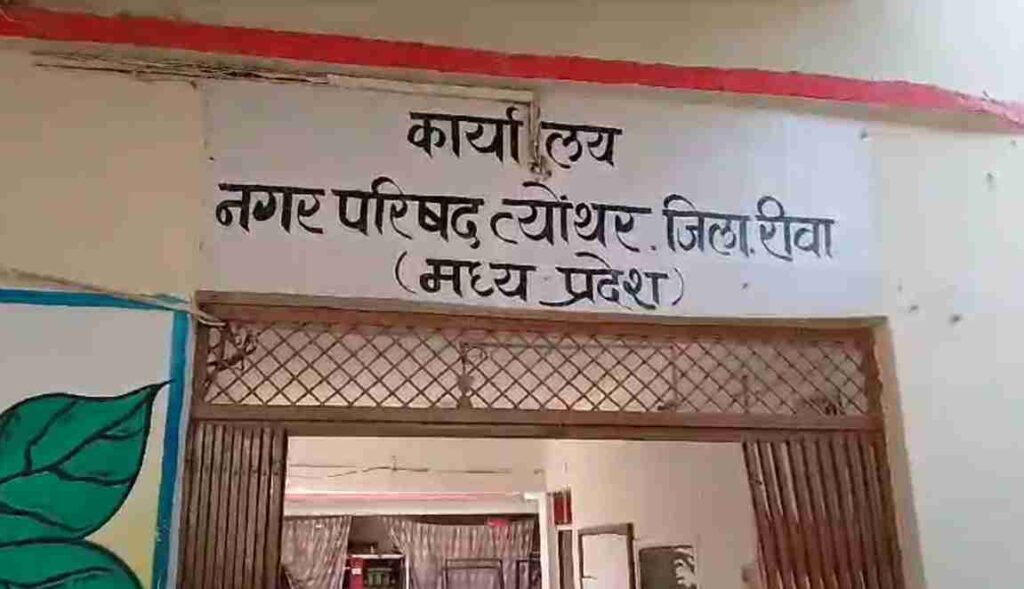 कार्यालय
नगर परिषद त्योंथर. जिला. रीवा
(मध्य प्रदेश)